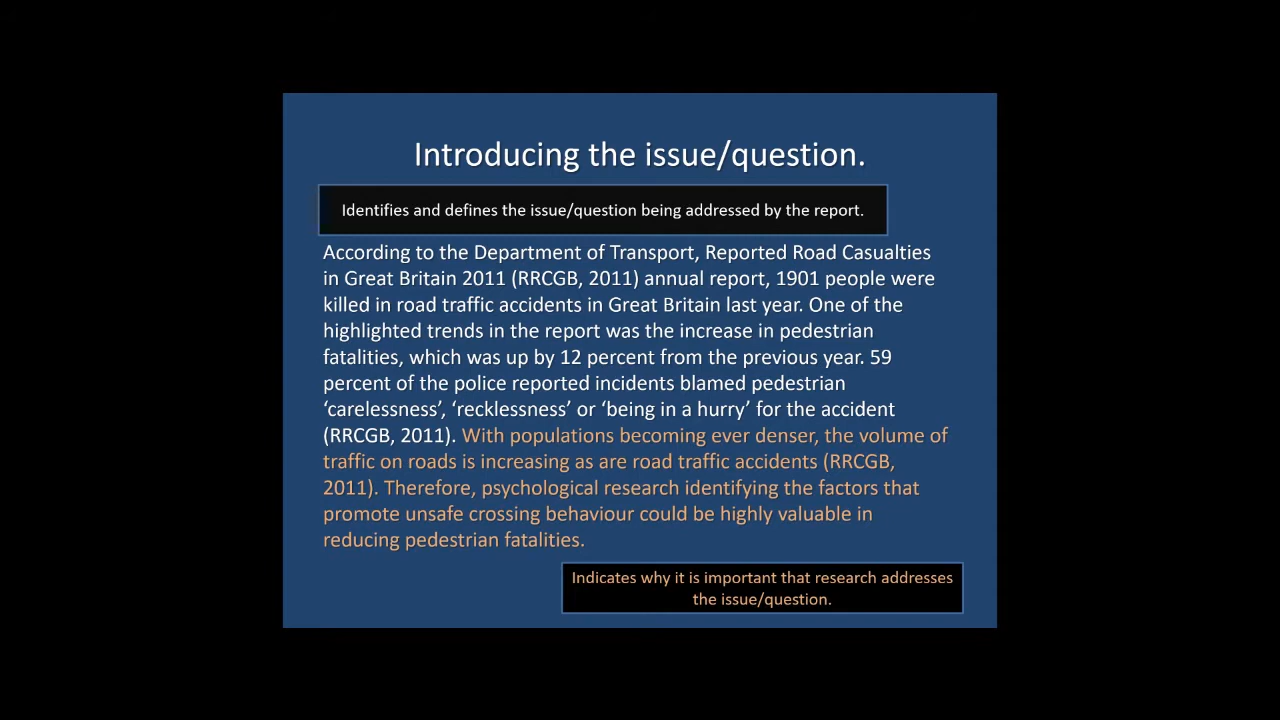 Introducing the issue/question.
Identifies and defines the issue/question being addressed by the report.
According to the Department of Transport, Reported Road Casualties
in Great Britain 2011 (RRCGB, 2011) annual report, 1901 people were
killed in road traffic accidents in Great Britain last year. One of the
highlighted trends in the report was the increase in pedestrian
fatalities, which was up by 12 percent from the previous year. 59
percent of the police reported incidents blamed pedestrian
‘carelessness’, ‘recklessness’ or ‘being in a hurry’ for the accident
(RRCGB, 2011). With populations becoming ever denser, the volume of
traffic on roads is increasing as are road traffic accidents (RRCGB,
2011). Therefore, psychological research identifying the factors that
promote unsafe crossing behaviour could be highly valuable in
reducing pedestrian fatalities.
Indicates why it is important that research addresses
the issue/question.